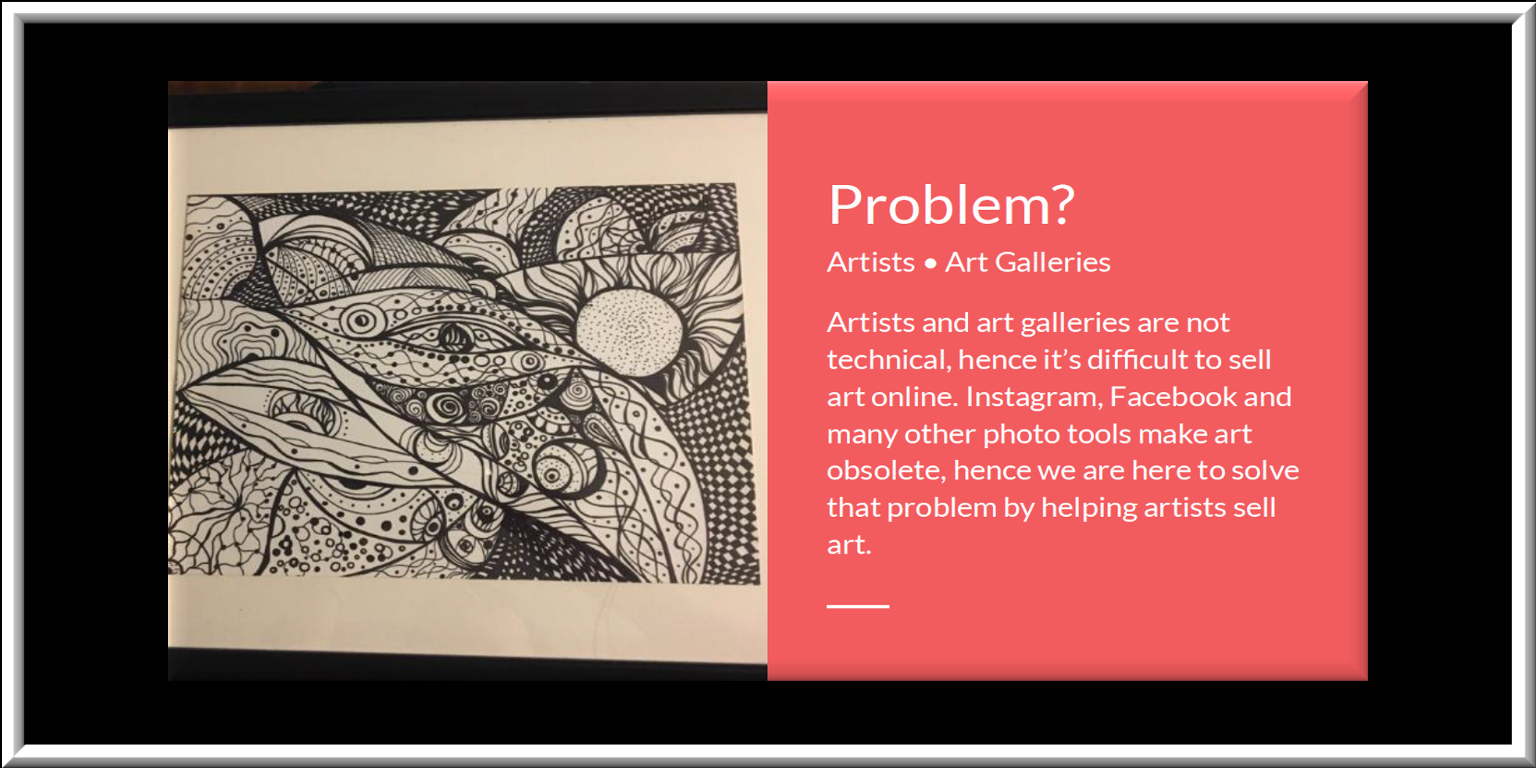 Problem?
Artists • Art Galleries
Artists and art galleries are not
technical, hence it’s difficult to sell
art online. Instagram, Facebook and
many other photo tools make art
obsolete, hence we are here to solve
that problem by helping artists sell
art.